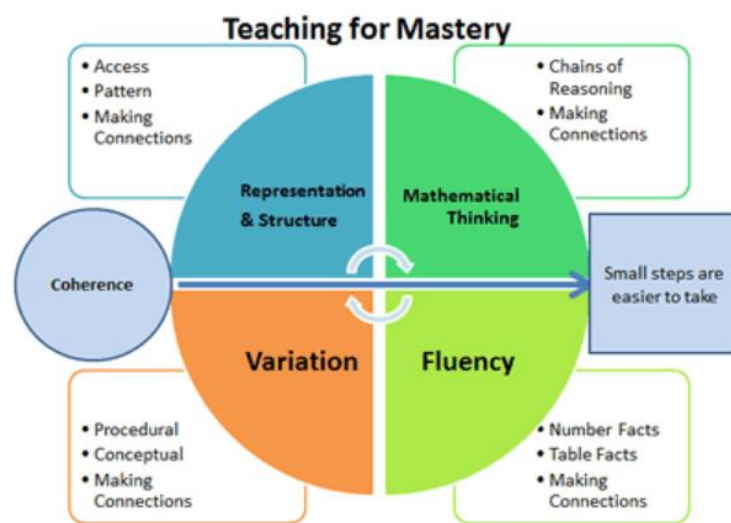 Teaching for Mastery
• Access
• Pattern
• Making
Connections
• Chains of
Reasoning
• Making
Connections
Representation
& Structure
Mathematical
Thinking
Coherence
Small steps are
easier to take
Variation
Fluency
• Procedural
• Conceptual
• Making
Connections
• Number Facts
• Table Facts
• Making
Connections